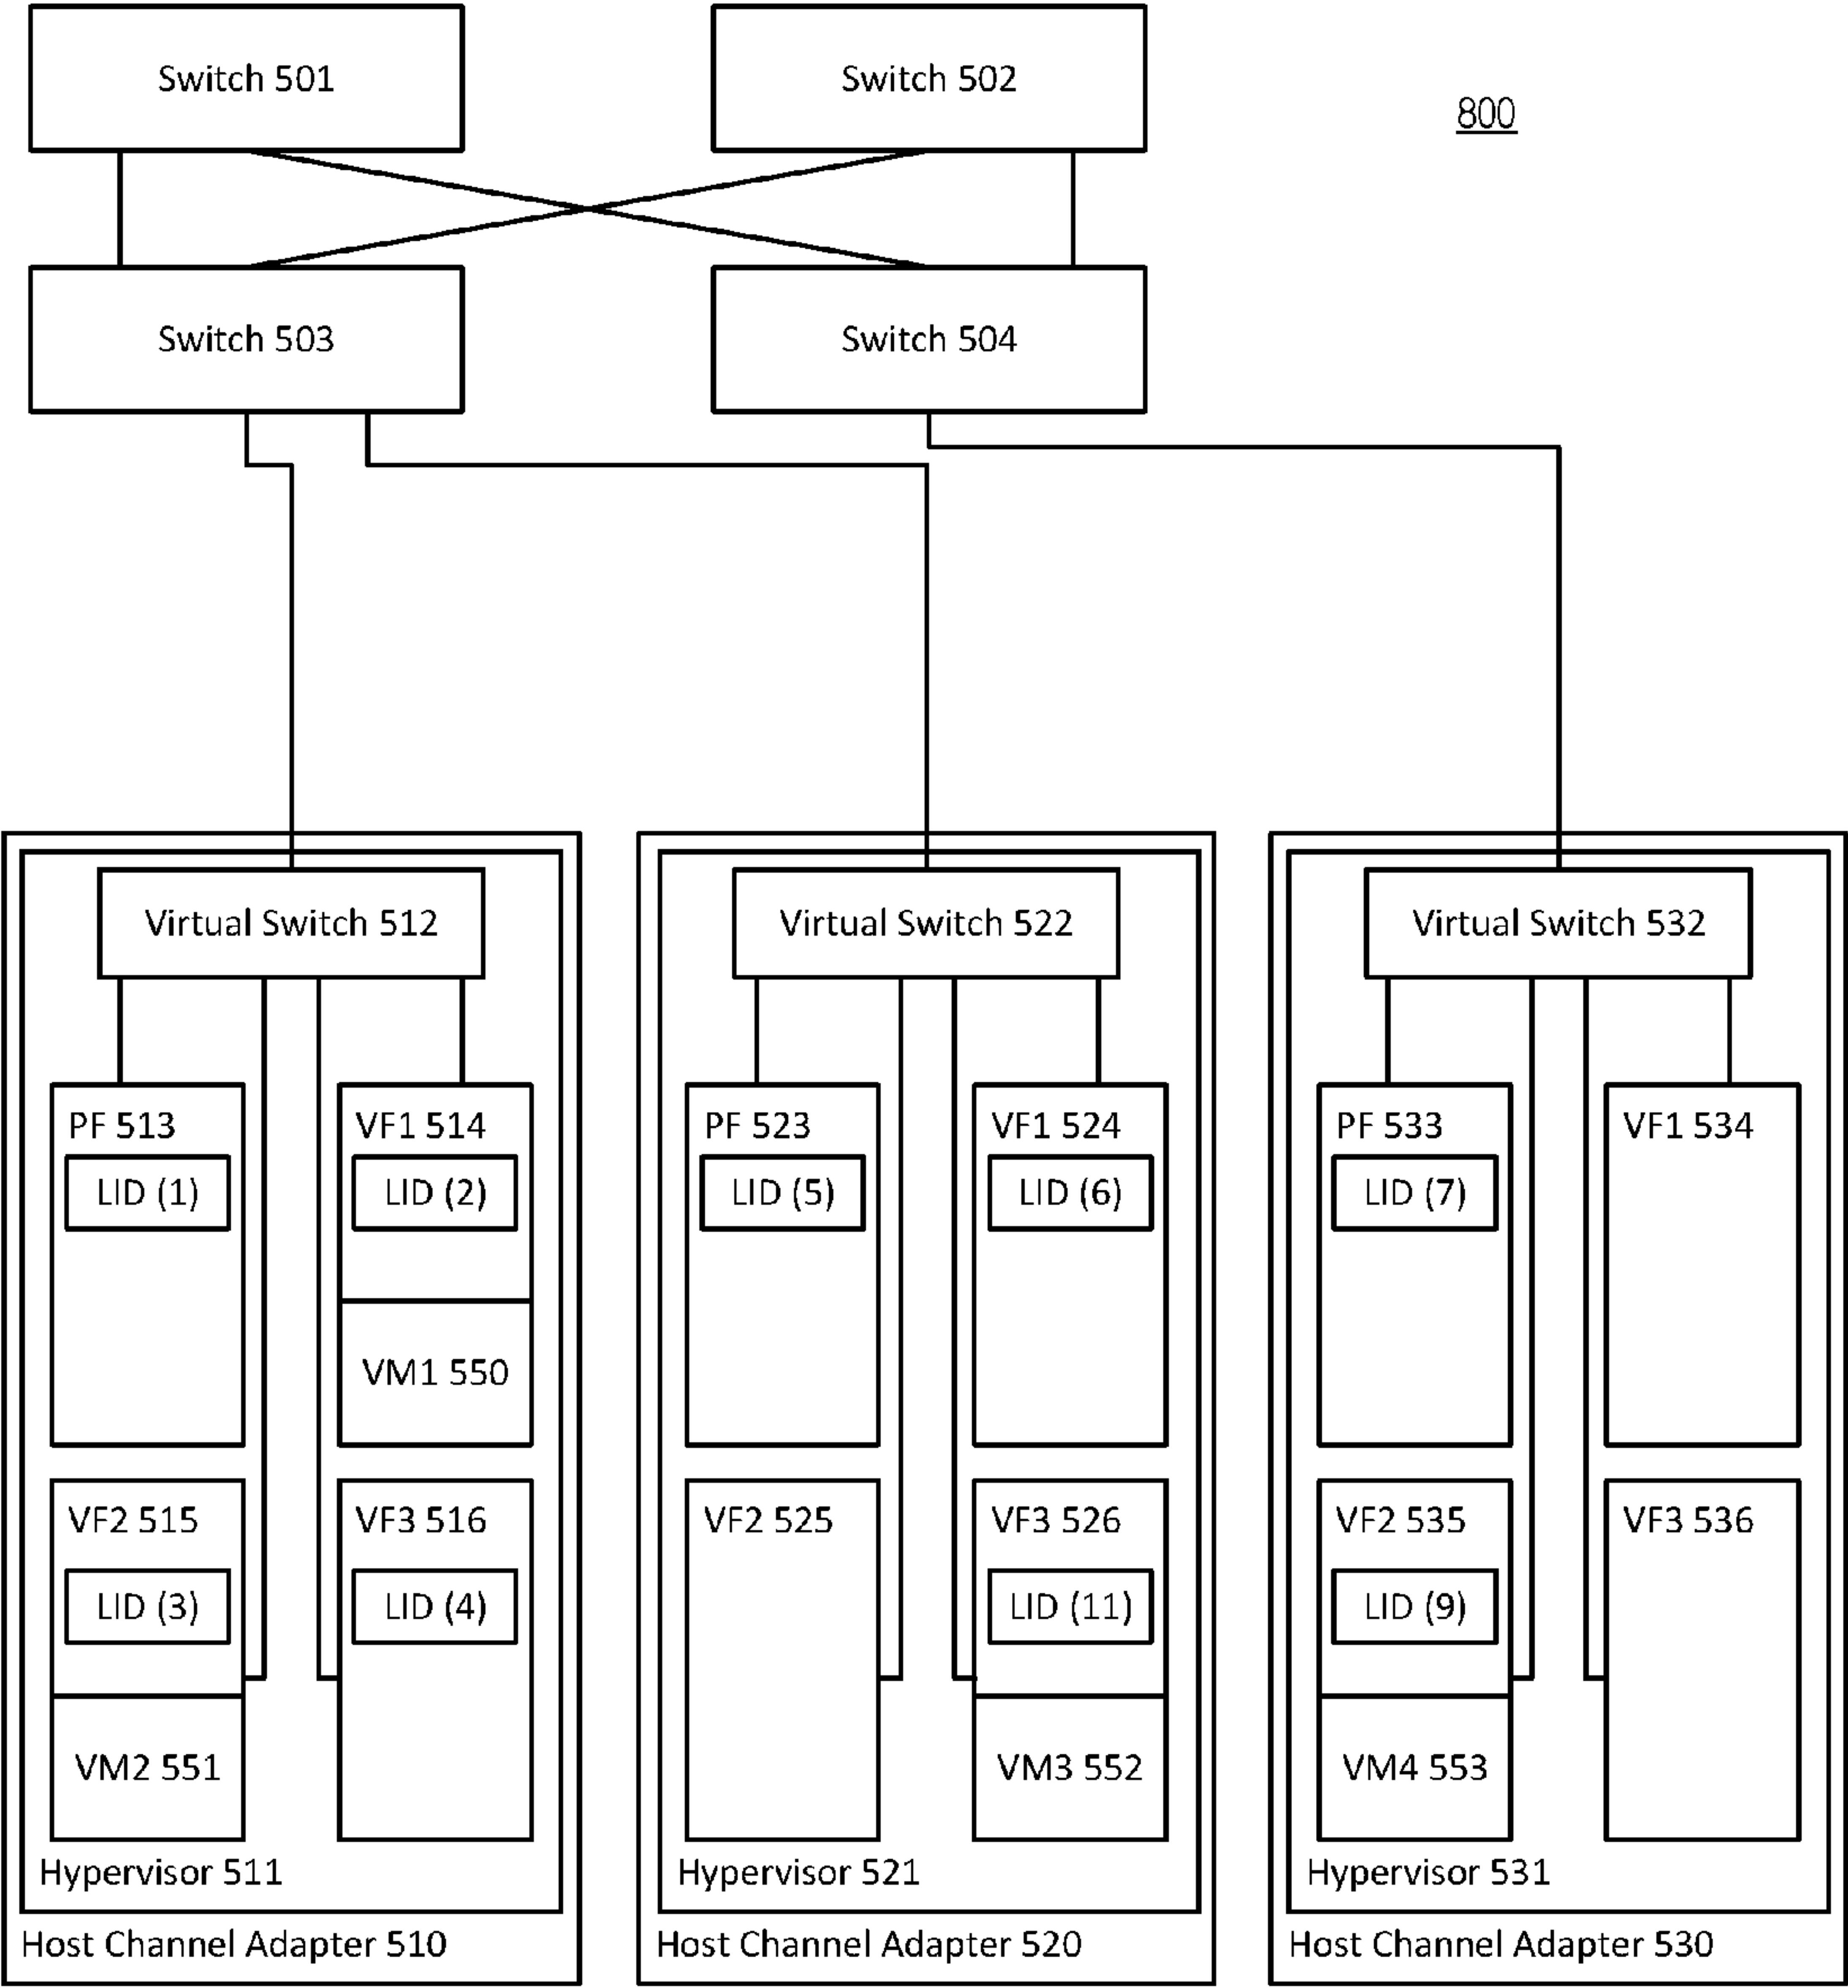 Switch 501
Switch 502
800
Switch 503
Switch 504
Virtual Switch 512
Virtual Switch 522
Virtual Switch 532
PF 513
LID (1)
VF1 514
LID (2)
VM1 550
VF2 515
LID (3)
VM2 551
VF3 516
LID (4)
Hypervisor 511
Host Channel Adapter 510
PF 523
LID (5)
VF1 524
LID (6)
VF2 525
VF3 526
LID (11)
VM3 552
Hypervisor 521
Host Channel Adapter 520
PF 533
LID (7)
VF1 534
VF2 535
LID (9)
VM4 553
VF3 536
Hypervisor 531
Host Channel Adapter 530